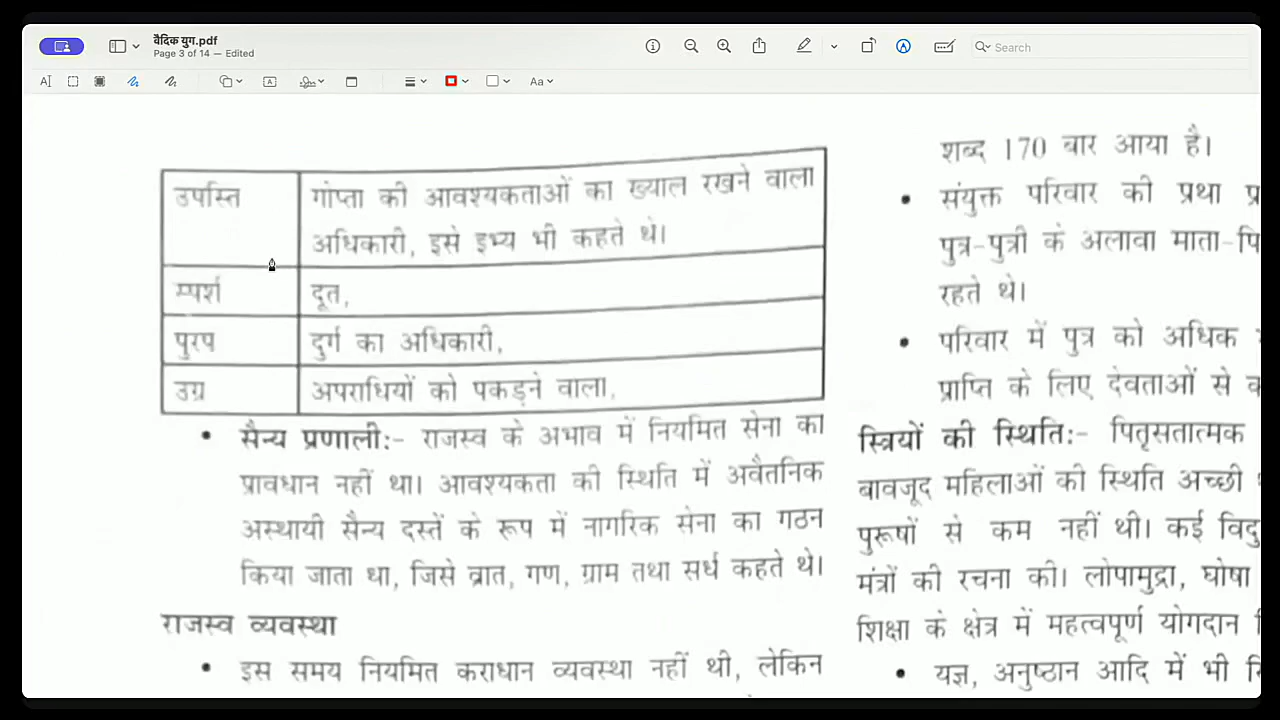 वैदिक युग.pdf
Page 3 of 14 — Edited
Search
Aa
उपस्ति गोप्ता की आवश्यकताओं का ख्याल रखने वाला
अधिकारी, इसे इभ्य भी कहते थे।
स्पर्श दूत,
पुरप दुर्ग का अधिकारी,
उग्र अपराधियों को पकड़ने वाला,
• सैन्य प्रणाली:- राजस्व के अभाव में नियमित सेना का
प्रावधान नहीं था। आवश्यकता की स्थिति में अवैतनिक
अस्थायी सैन्य दस्तें के रूप में नागरिक सेना का गठन
किया जाता था, जिसे व्रात, गण, ग्राम तथा सर्ध कहते थे।
राजस्व व्यवस्था
• इस समय नियमित कराधान व्यवस्था नहीं थी, लेकिन
शब्द 170 बार आया है।
• संयुक्त परिवार की प्रथा
पुत्र-पुत्री के अलावा माता-पि
रहते थे।
• परिवार में पुत्र को अधिक
प्राप्ति के लिए देवताओं से
स्त्रियों की स्थिति:- पितृसतात्मक
बावजूद महिलाओं की स्थिति अच्छी
पुरूषों से कम नहीं थी। कई विदु
मंत्रों की रचना की। लोपामुद्रा, घोषा
शिक्षा के क्षेत्र में महत्वपूर्ण योगदान
• यज्ञ, अनुष्ठान आदि में भी